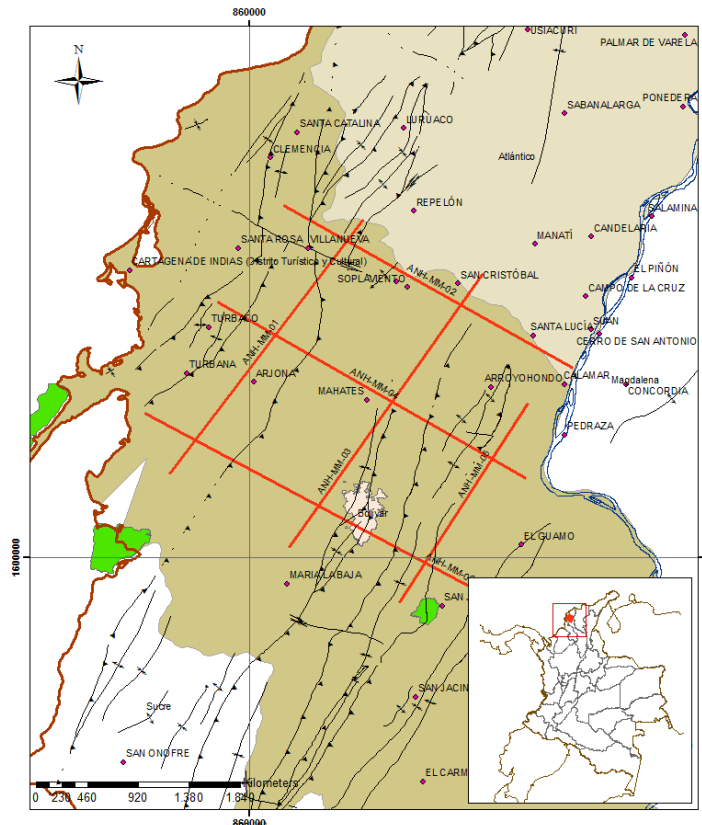 860000
USIACURI
PALMAR DE VARELA
N
PONEDERA
SABANALARGA
SANTA CATALINA
LURUACO
CLEMENCIA
Atlántico
REPELÓN
SALAMINA
CANDELARIA
MANATÍ
SANTA ROSA
VILLANUEVA
CARTAGENA DE INDIAS (Distrito Turística y Cultural)
SOPLAVIENTO
SAN CRISTÓBAL
EL PIÑÓN
ANH-MM-02
CAMPO DE LA CRUZ
TURBACO
ANH-MM-01
SANTA LUCÍA
SUAN
CERRO DE SAN ANTONIO
TURBANA
ARJONA
ANH-MM-04
MAHATES
ARROYOHONDO
CALAMAR
Magdalena
CONCORDIA
PEDRAZA
ANH-MM-03
ANH-MM-05
Bolívar
1600000
EL GUAMO
MARIA LA BAJA
SAN J
SAN JACIN
Sucre
SAN ONOFRE
EL CARM
Kilometers
0 230 460 920 1.380 1.840
860000